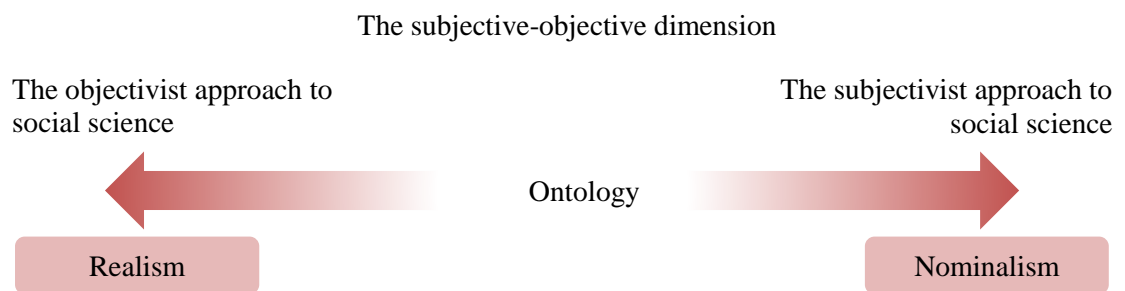 The subjective-objective dimension
The objectivist approach to
social science
The subjectivist approach to
social science
Ontology
Realism
Nominalism